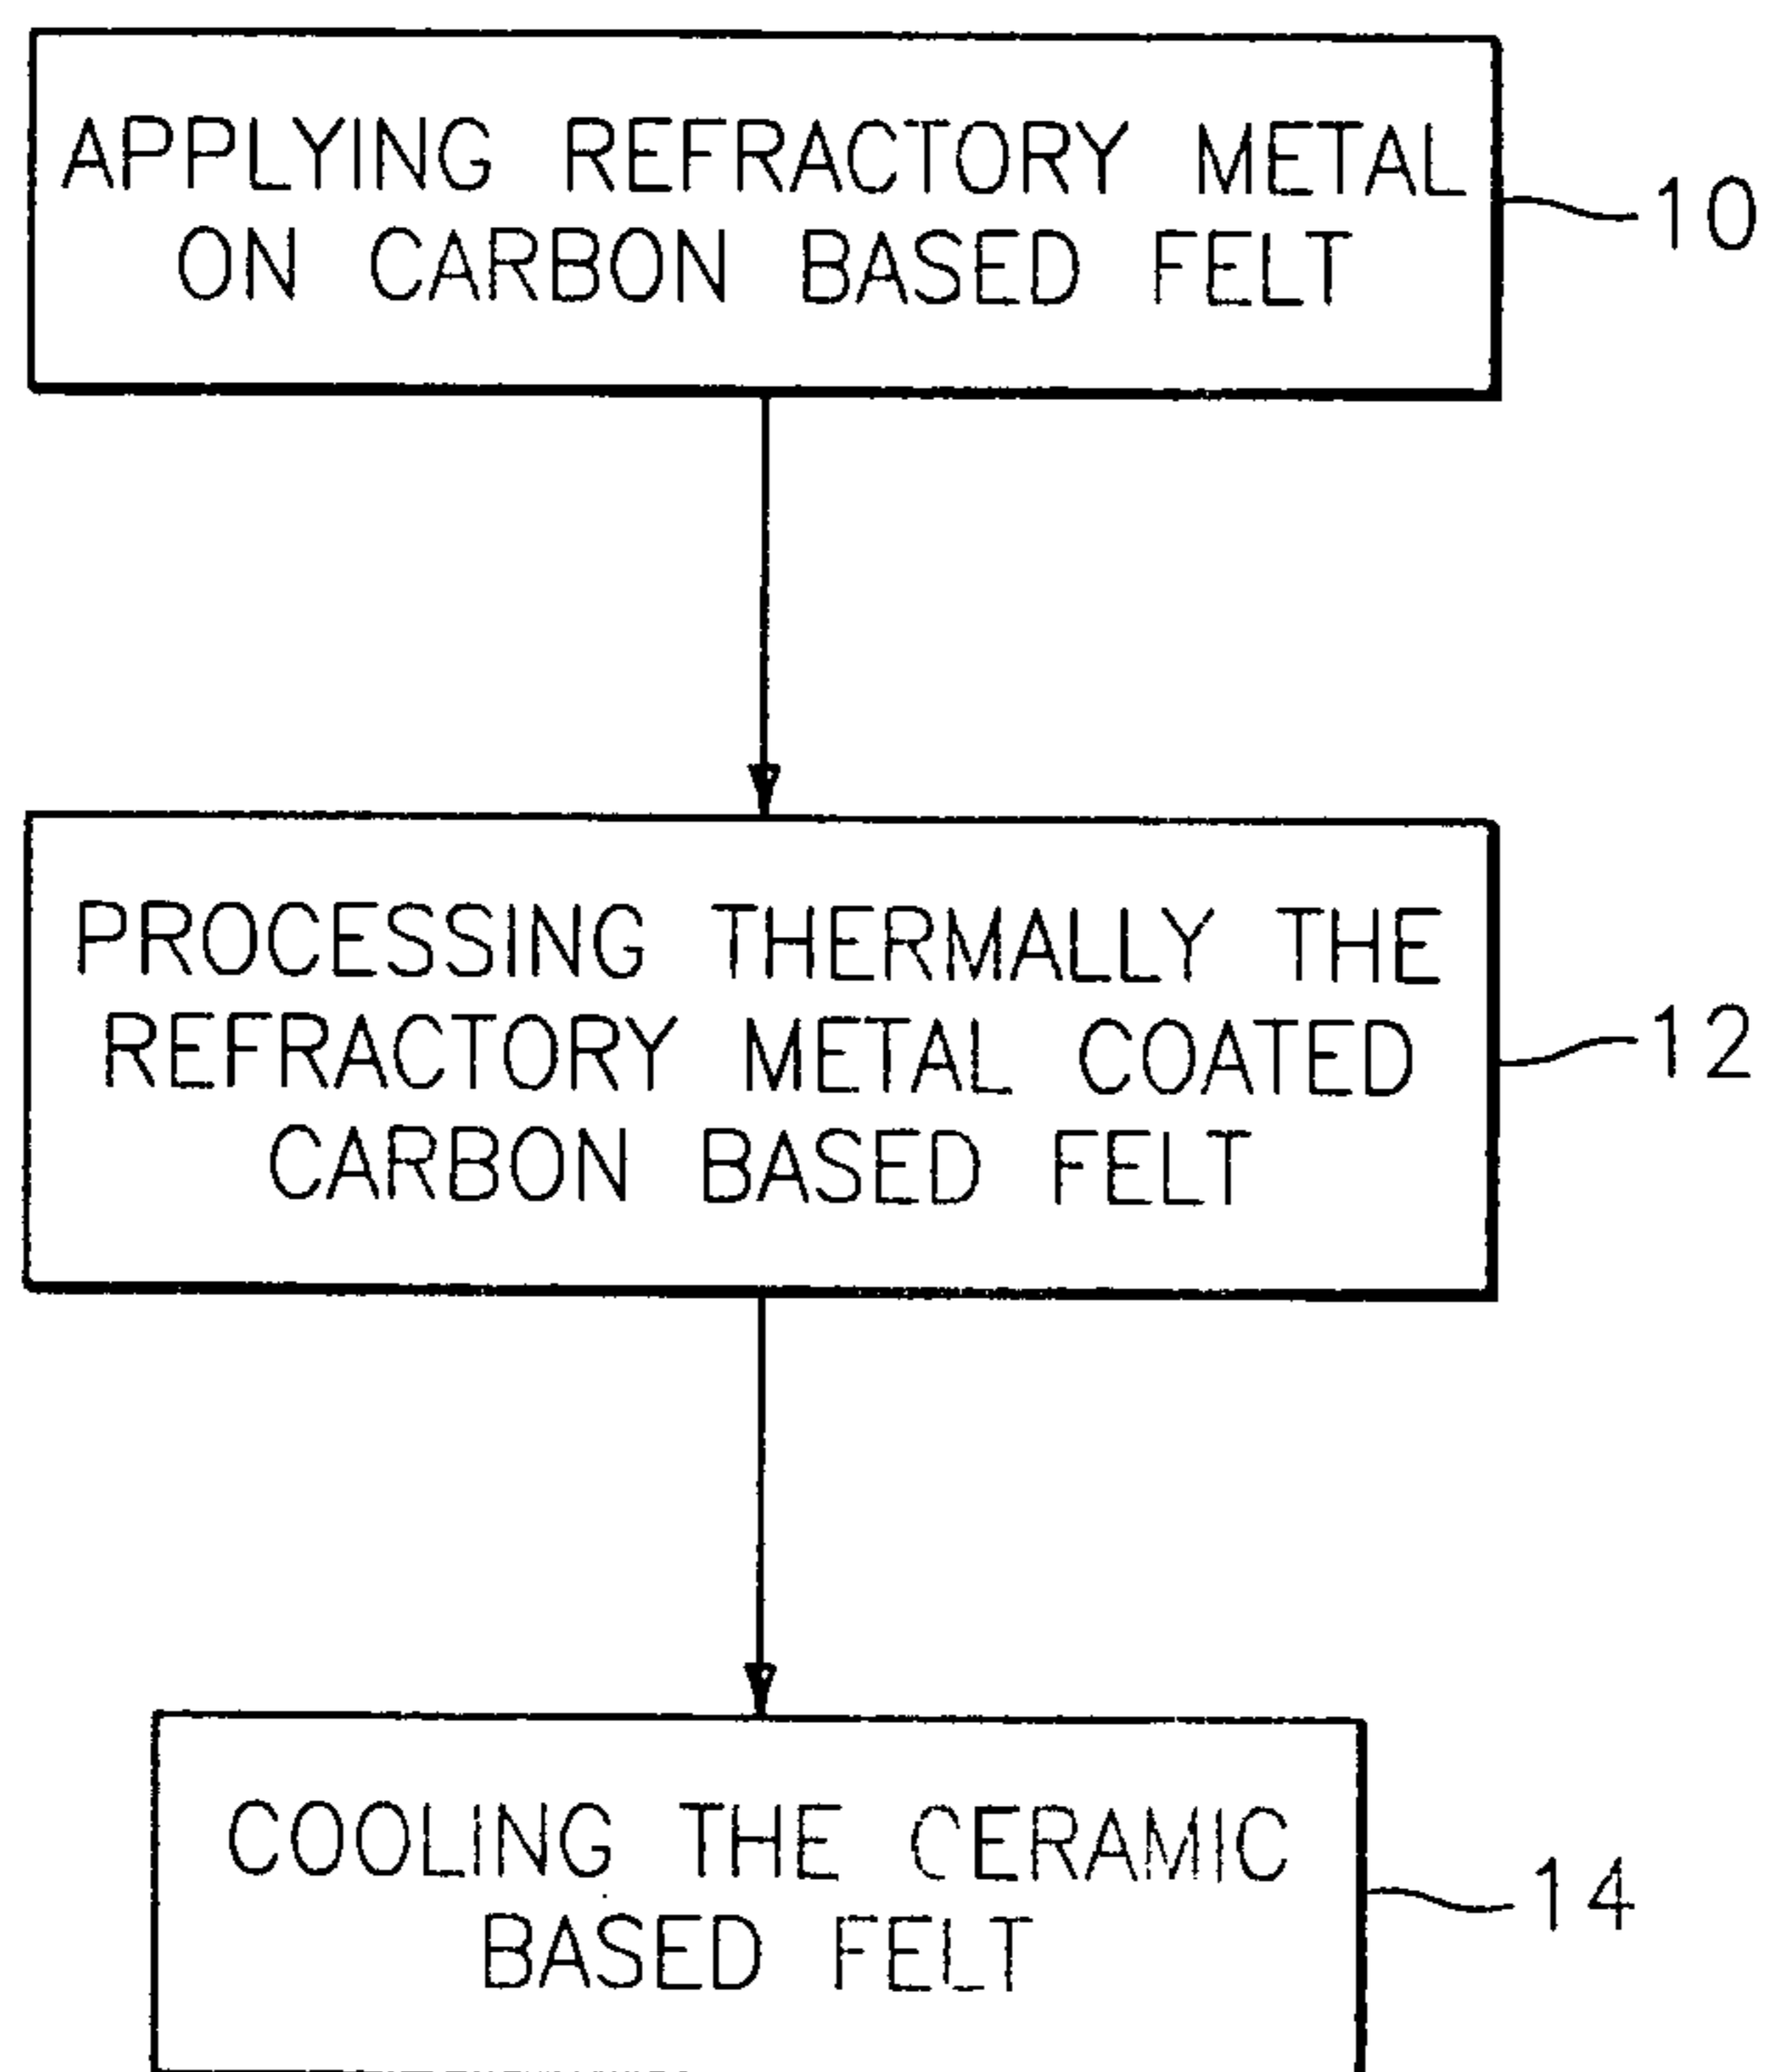 APPLYING REFRACTORY METAL
ON CARBON BASED FELT
10
PROCESSING THERMALLY THE
REFRACTORY METAL COATED
CARBON BASED FELT
12
COOLING THE CERAMIC
BASED FELT
14